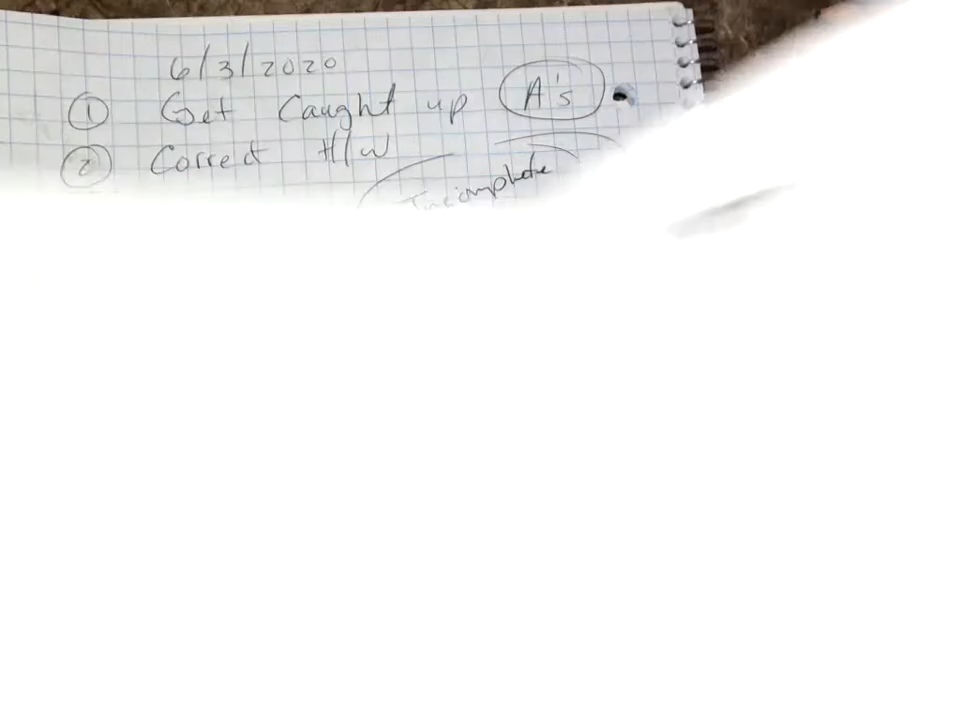 6/3/2020
① Get Caught up A's
② Correct H/W
Incomplete